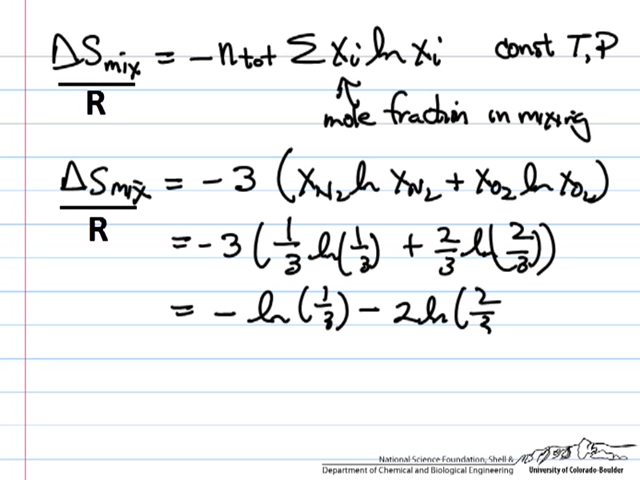 ΔS_mix / R = -n_tot Σ x_i ln x_i   const T, P
mole fraction in mixing
ΔS_mix / R = -3 (x_N2 ln x_N2 + x_O2 ln x_O2)
= -3 (1/3 ln(1/3) + 2/3 ln(2/3))
= - ln(1/3) - 2 ln(2/3
National Science Foundation, Shell &
Department of Chemical and Biological Engineering
University of Colorado-Boulder